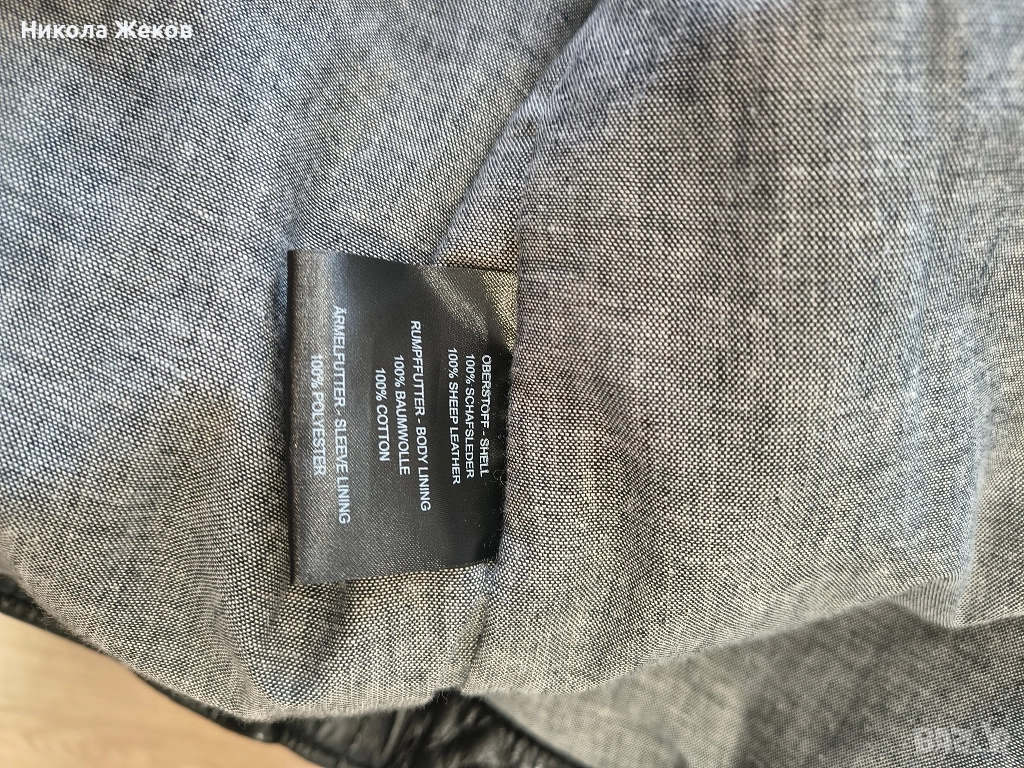 Никола Жеков
OBERSTOFF - SHELL
100% SCHAFSLEDER
100% SHEEP LEATHER
RUMPFFUTTER - BODY LINING
100% BAUMWOLLE
100% COTTON
ÄRMELFUTTER - SLEEVE LINING
100% POLYESTER